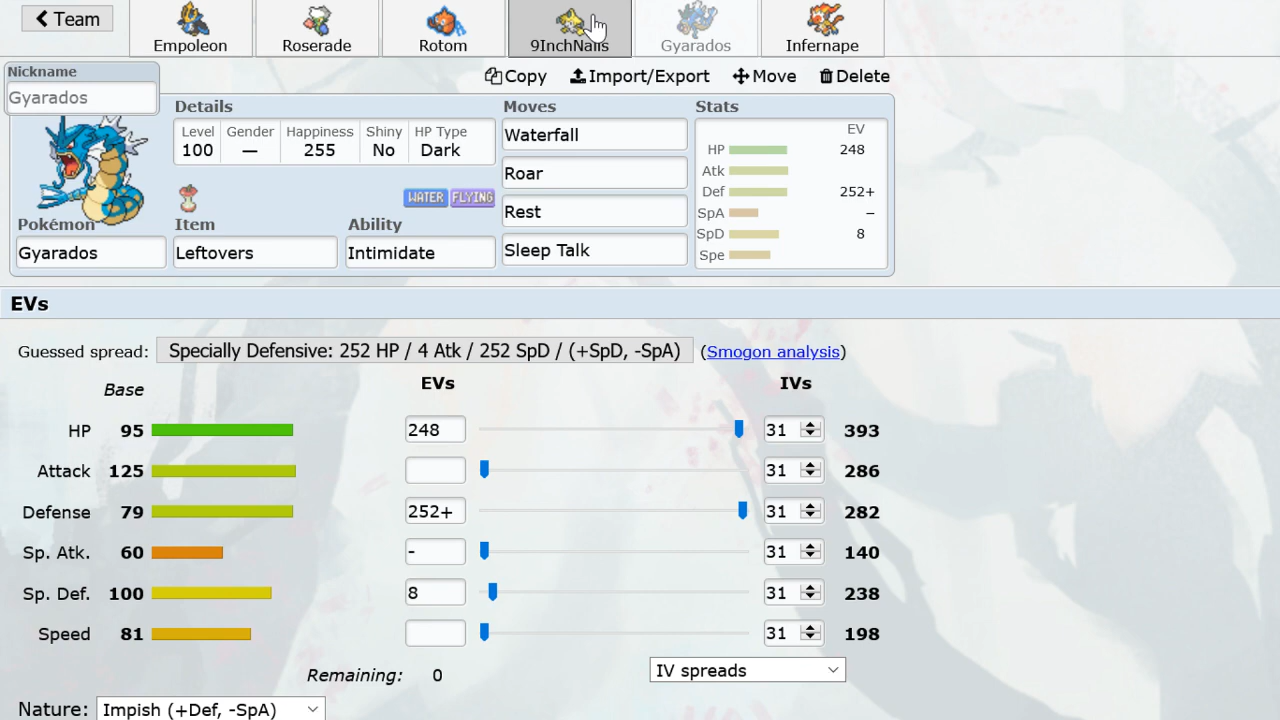 Team
Empoleon
Roserade
Rotom
9InchNails
Gyarados
Infernape
Copy
Import/Export
Move
Delete
Nickname
Gyarados
Details
Level
100
Gender
—
Happiness
255
Shiny
No
HP Type
Dark
WATER FLYING
Pokémon
Gyarados
Item
Leftovers
Ability
Intimidate
Moves
Waterfall
Roar
Rest
Sleep Talk
Stats
EV
HP 248
Atk
Def 252+
SpA –
SpD 8
Spe
EVs
Guessed spread: Specially Defensive: 252 HP / 4 Atk / 252 SpD / (+SpD, -SpA) (Smogon analysis)
Base EVs IVs
HP 95 248 31 393
Attack 125 31 286
Defense 79 252+ 31 282
Sp. Atk. 60 - 31 140
Sp. Def. 100 8 31 238
Speed 81 31 198
Remaining: 0
IV spreads
Nature: Impish (+Def, -SpA)